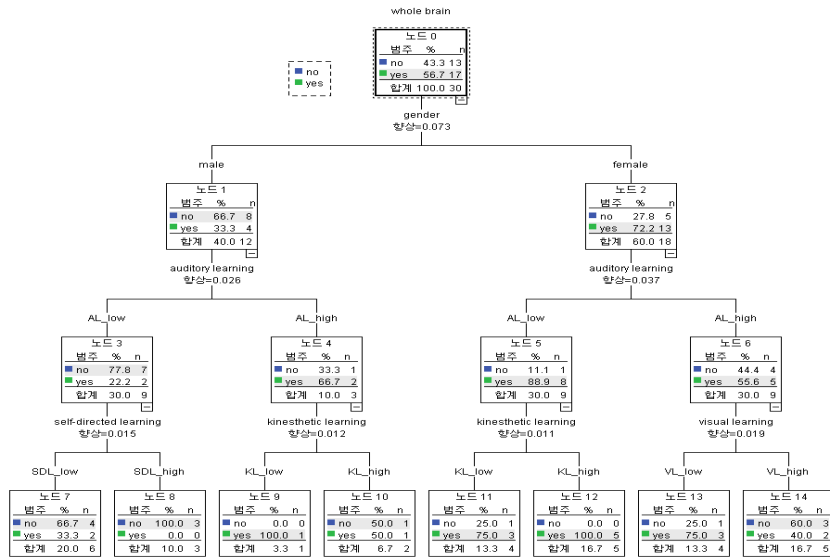 whole brain
노드 0
범주 % n
no 43.3 13
yes 56.7 17
합계 100.0 30
no
yes
gender
향상=0.073
male
female
노드 1
범주 % n
no 66.7 8
yes 33.3 4
합계 40.0 12
노드 2
범주 % n
no 27.8 5
yes 72.2 13
합계 60.0 18
auditory learning
향상=0.026
auditory learning
향상=0.037
AL_low
AL_high
AL_low
AL_high
노드 3
범주 % n
no 77.8 7
yes 22.2 2
합계 30.0 9
노드 4
범주 % n
no 33.3 1
yes 66.7 2
합계 10.0 3
노드 5
범주 % n
no 11.1 1
yes 88.9 8
합계 30.0 9
노드 6
범주 % n
no 44.4 4
yes 55.6 5
합계 30.0 9
self-directed learning
향상=0.015
kinesthetic learning
향상=0.012
kinesthetic learning
향상=0.011
visual learning
향상=0.019
SDL_low
SDL_high
KL_low
KL_high
KL_low
KL_high
VL_low
VL_high
노드 7
범주 % n
no 66.7 4
yes 33.3 2
합계 20.0 6
노드 8
범주 % n
no 100.0 3
yes 0.0 0
합계 10.0 3
노드 9
범주 % n
no 0.0 0
yes 100.0 1
합계 3.3 1
노드 10
범주 % n
no 50.0 1
yes 50.0 1
합계 6.7 2
노드 11
범주 % n
no 25.0 1
yes 75.0 3
합계 13.3 4
노드 12
범주 % n
no 0.0 0
yes 100.0 5
합계 16.7 5
노드 13
범주 % n
no 25.0 1
yes 75.0 3
합계 13.3 4
노드 14
범주 % n
no 60.0 3
yes 40.0 2
합계 16.7 5